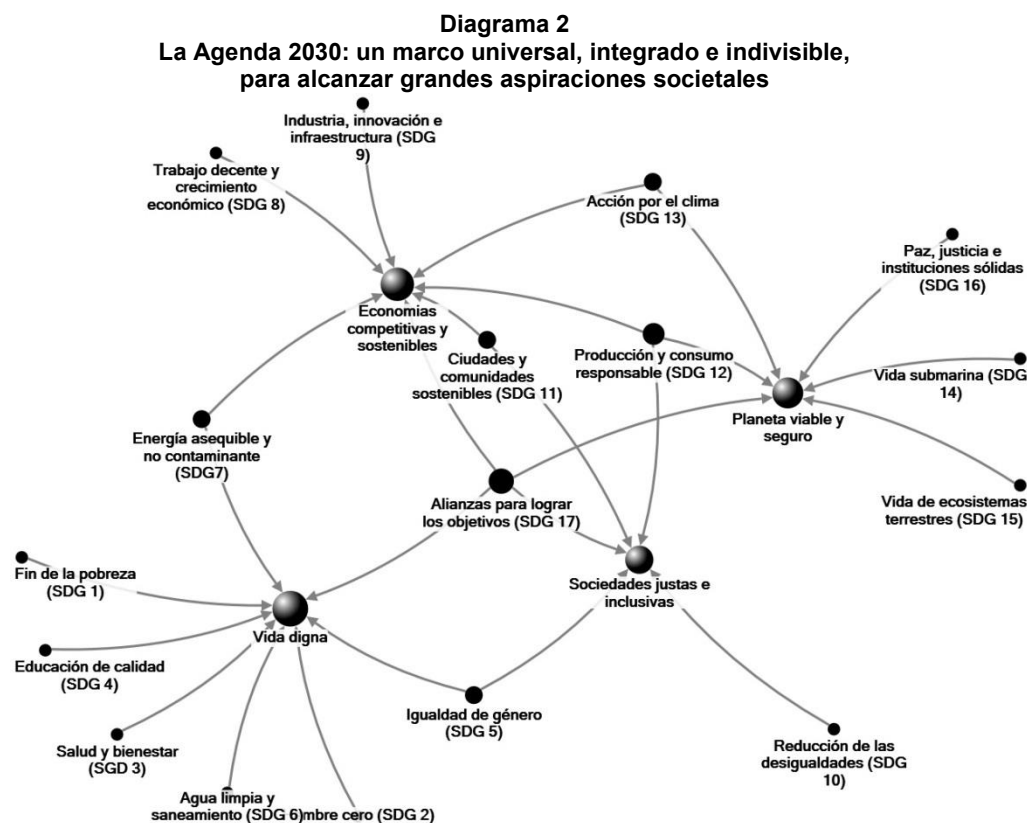 Diagrama 2
La Agenda 2030: un marco universal, integrado e indivisible,
para alcanzar grandes aspiraciones societales
Industria, innovación e
infraestructura (SDG
9)
Trabajo decente y
crecimiento
económico (SDG 8)
Acción por el clima
(SDG 13)
Paz, justicia e
instituciones sólidas
(SDG 16)
Economías
competitivas y
sostenibles
Ciudades y
comunidades
sostenibles (SDG 11)
Producción y consumo
responsable (SDG 12)
Vida submarina (SDG
14)
Planeta viable y
seguro
Energía asequible y
no contaminante
(SDG7)
Alianzas para lograr
los objetivos (SDG 17)
Vida de ecosistemas
terrestres (SDG 15)
Fin de la pobreza
(SDG 1)
Sociedades justas e
inclusivas
Vida digna
Educación de calidad
(SDG 4)
Igualdad de género
(SDG 5)
Salud y bienestar
(SGD 3)
Reducción de las
desigualdades (SDG
10)
Agua limpia y
saneamiento (SDG 6)
mbre cero (SDG 2)